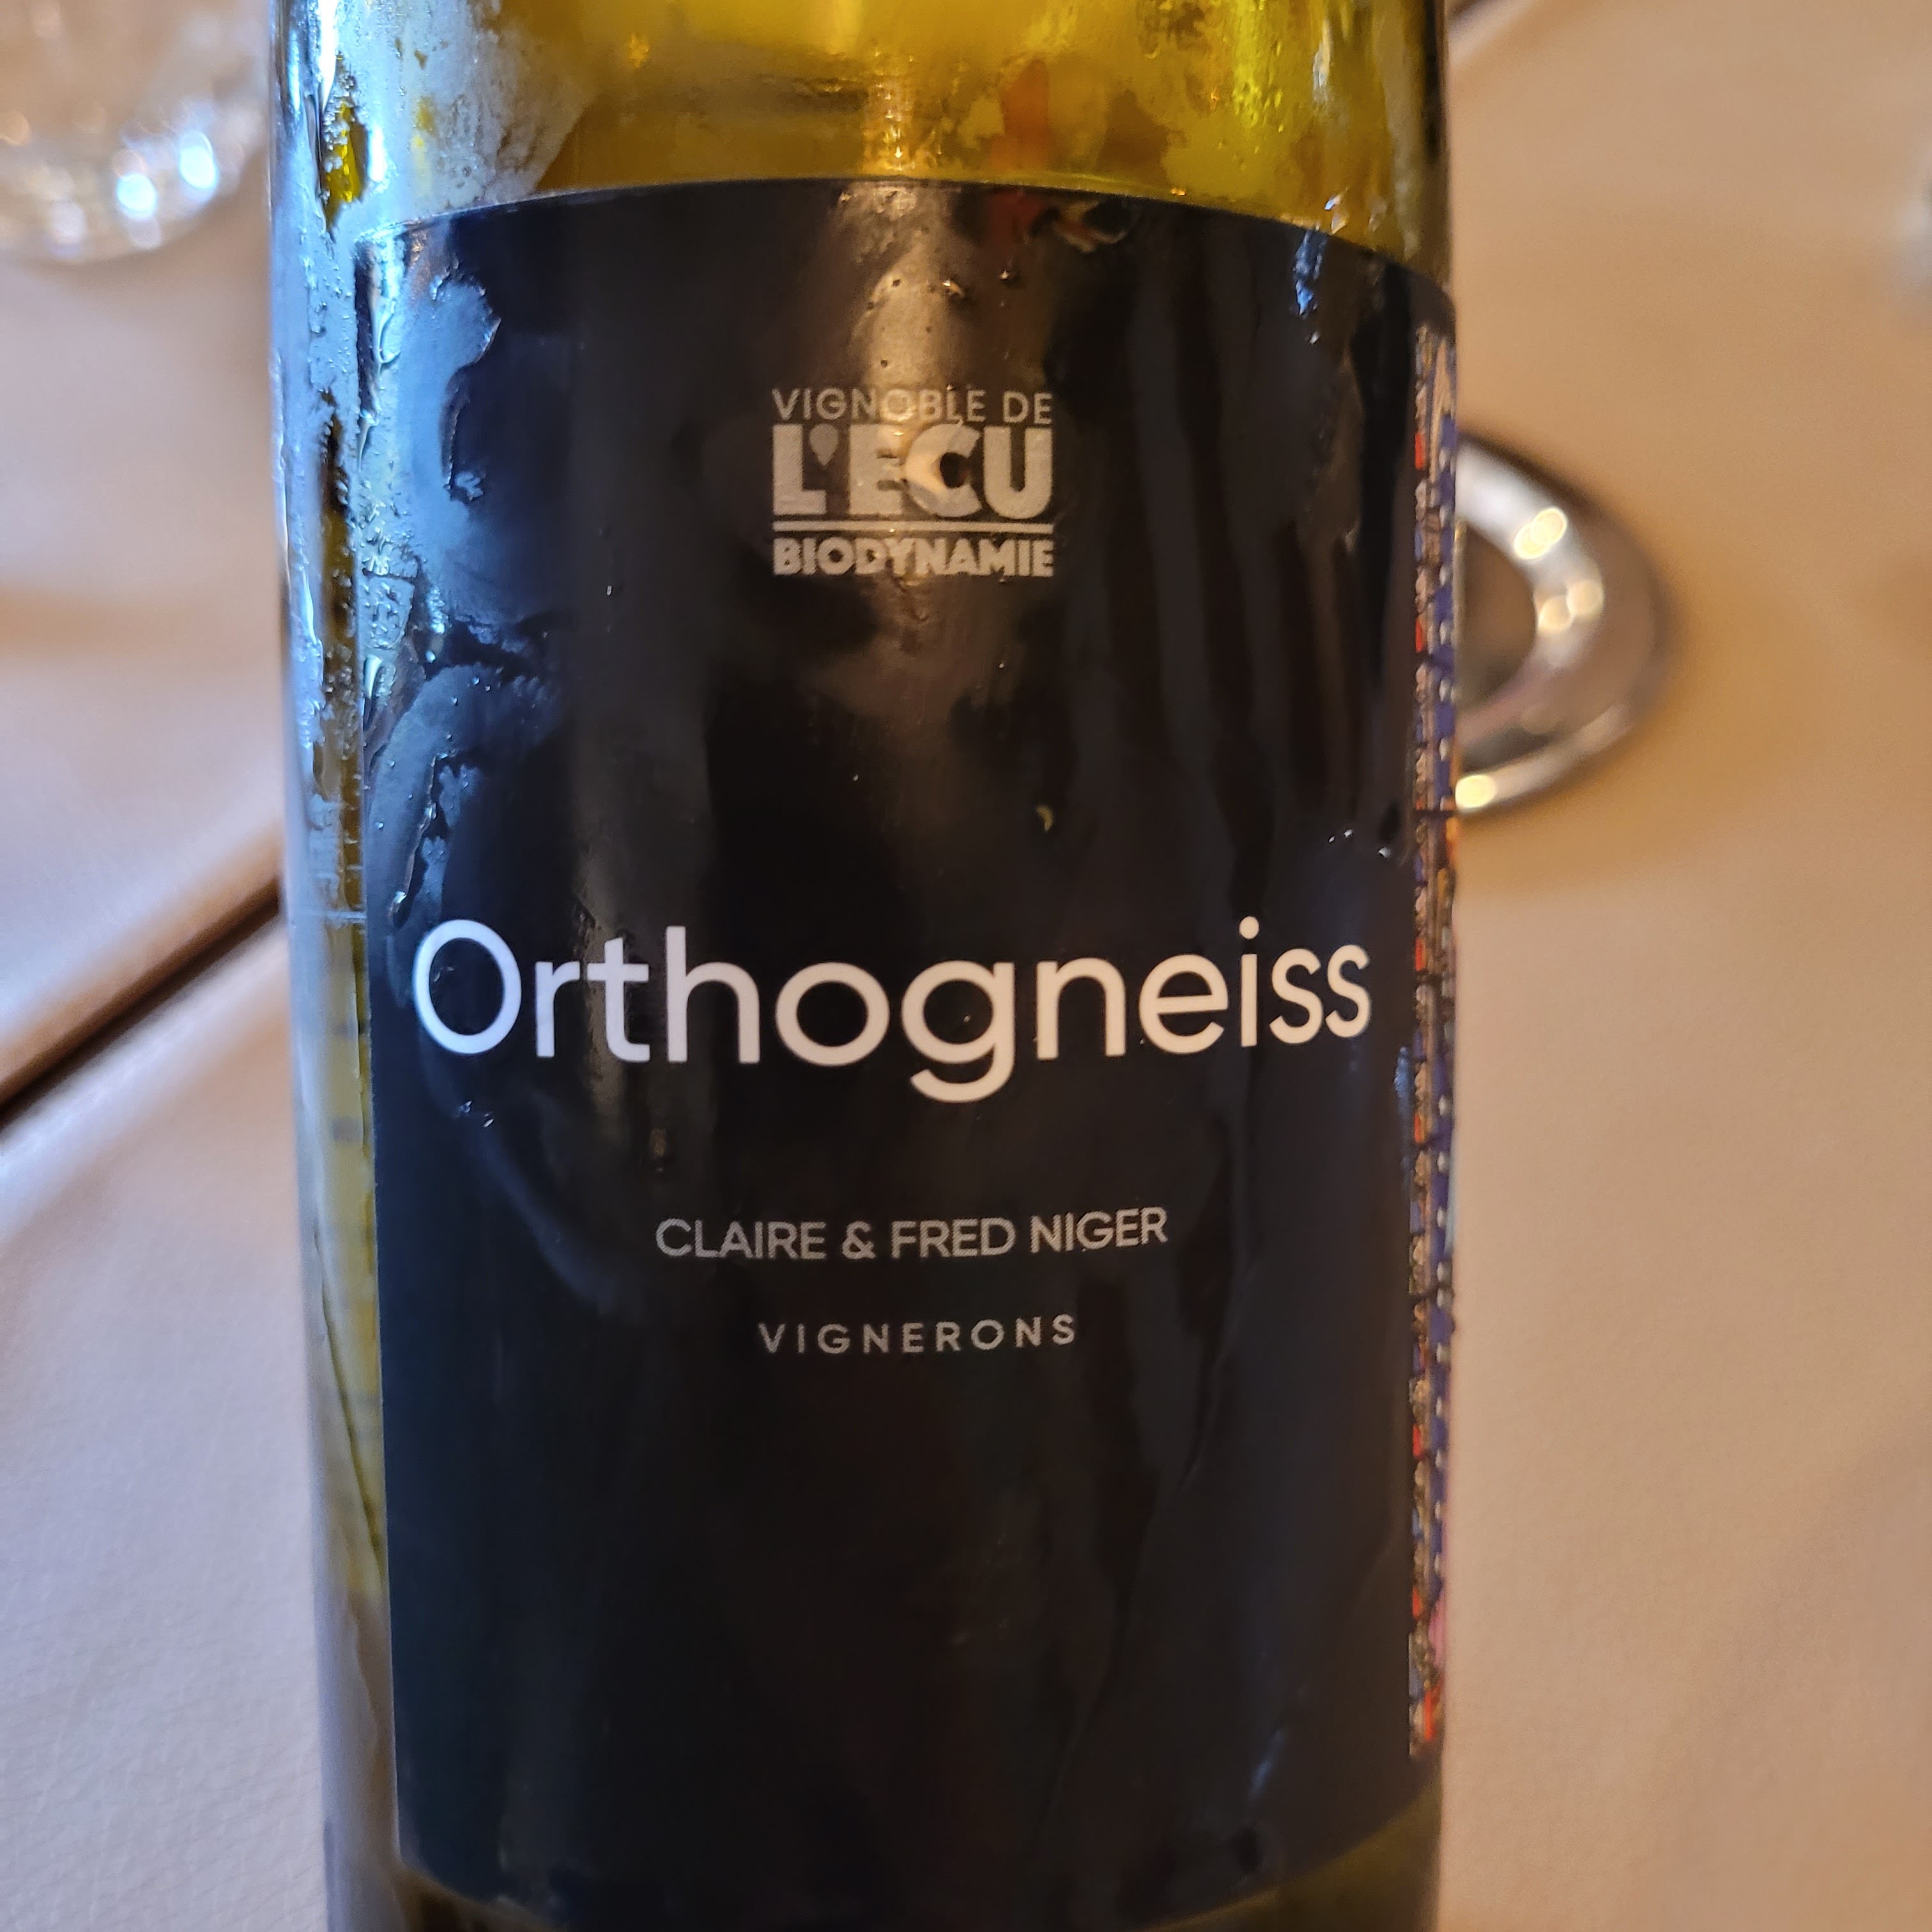 VIGNOBLE DE
L'ECU
BIODYNAMIE
Orthogneiss
CLAIRE & FRED NIGER
VIGNERONS